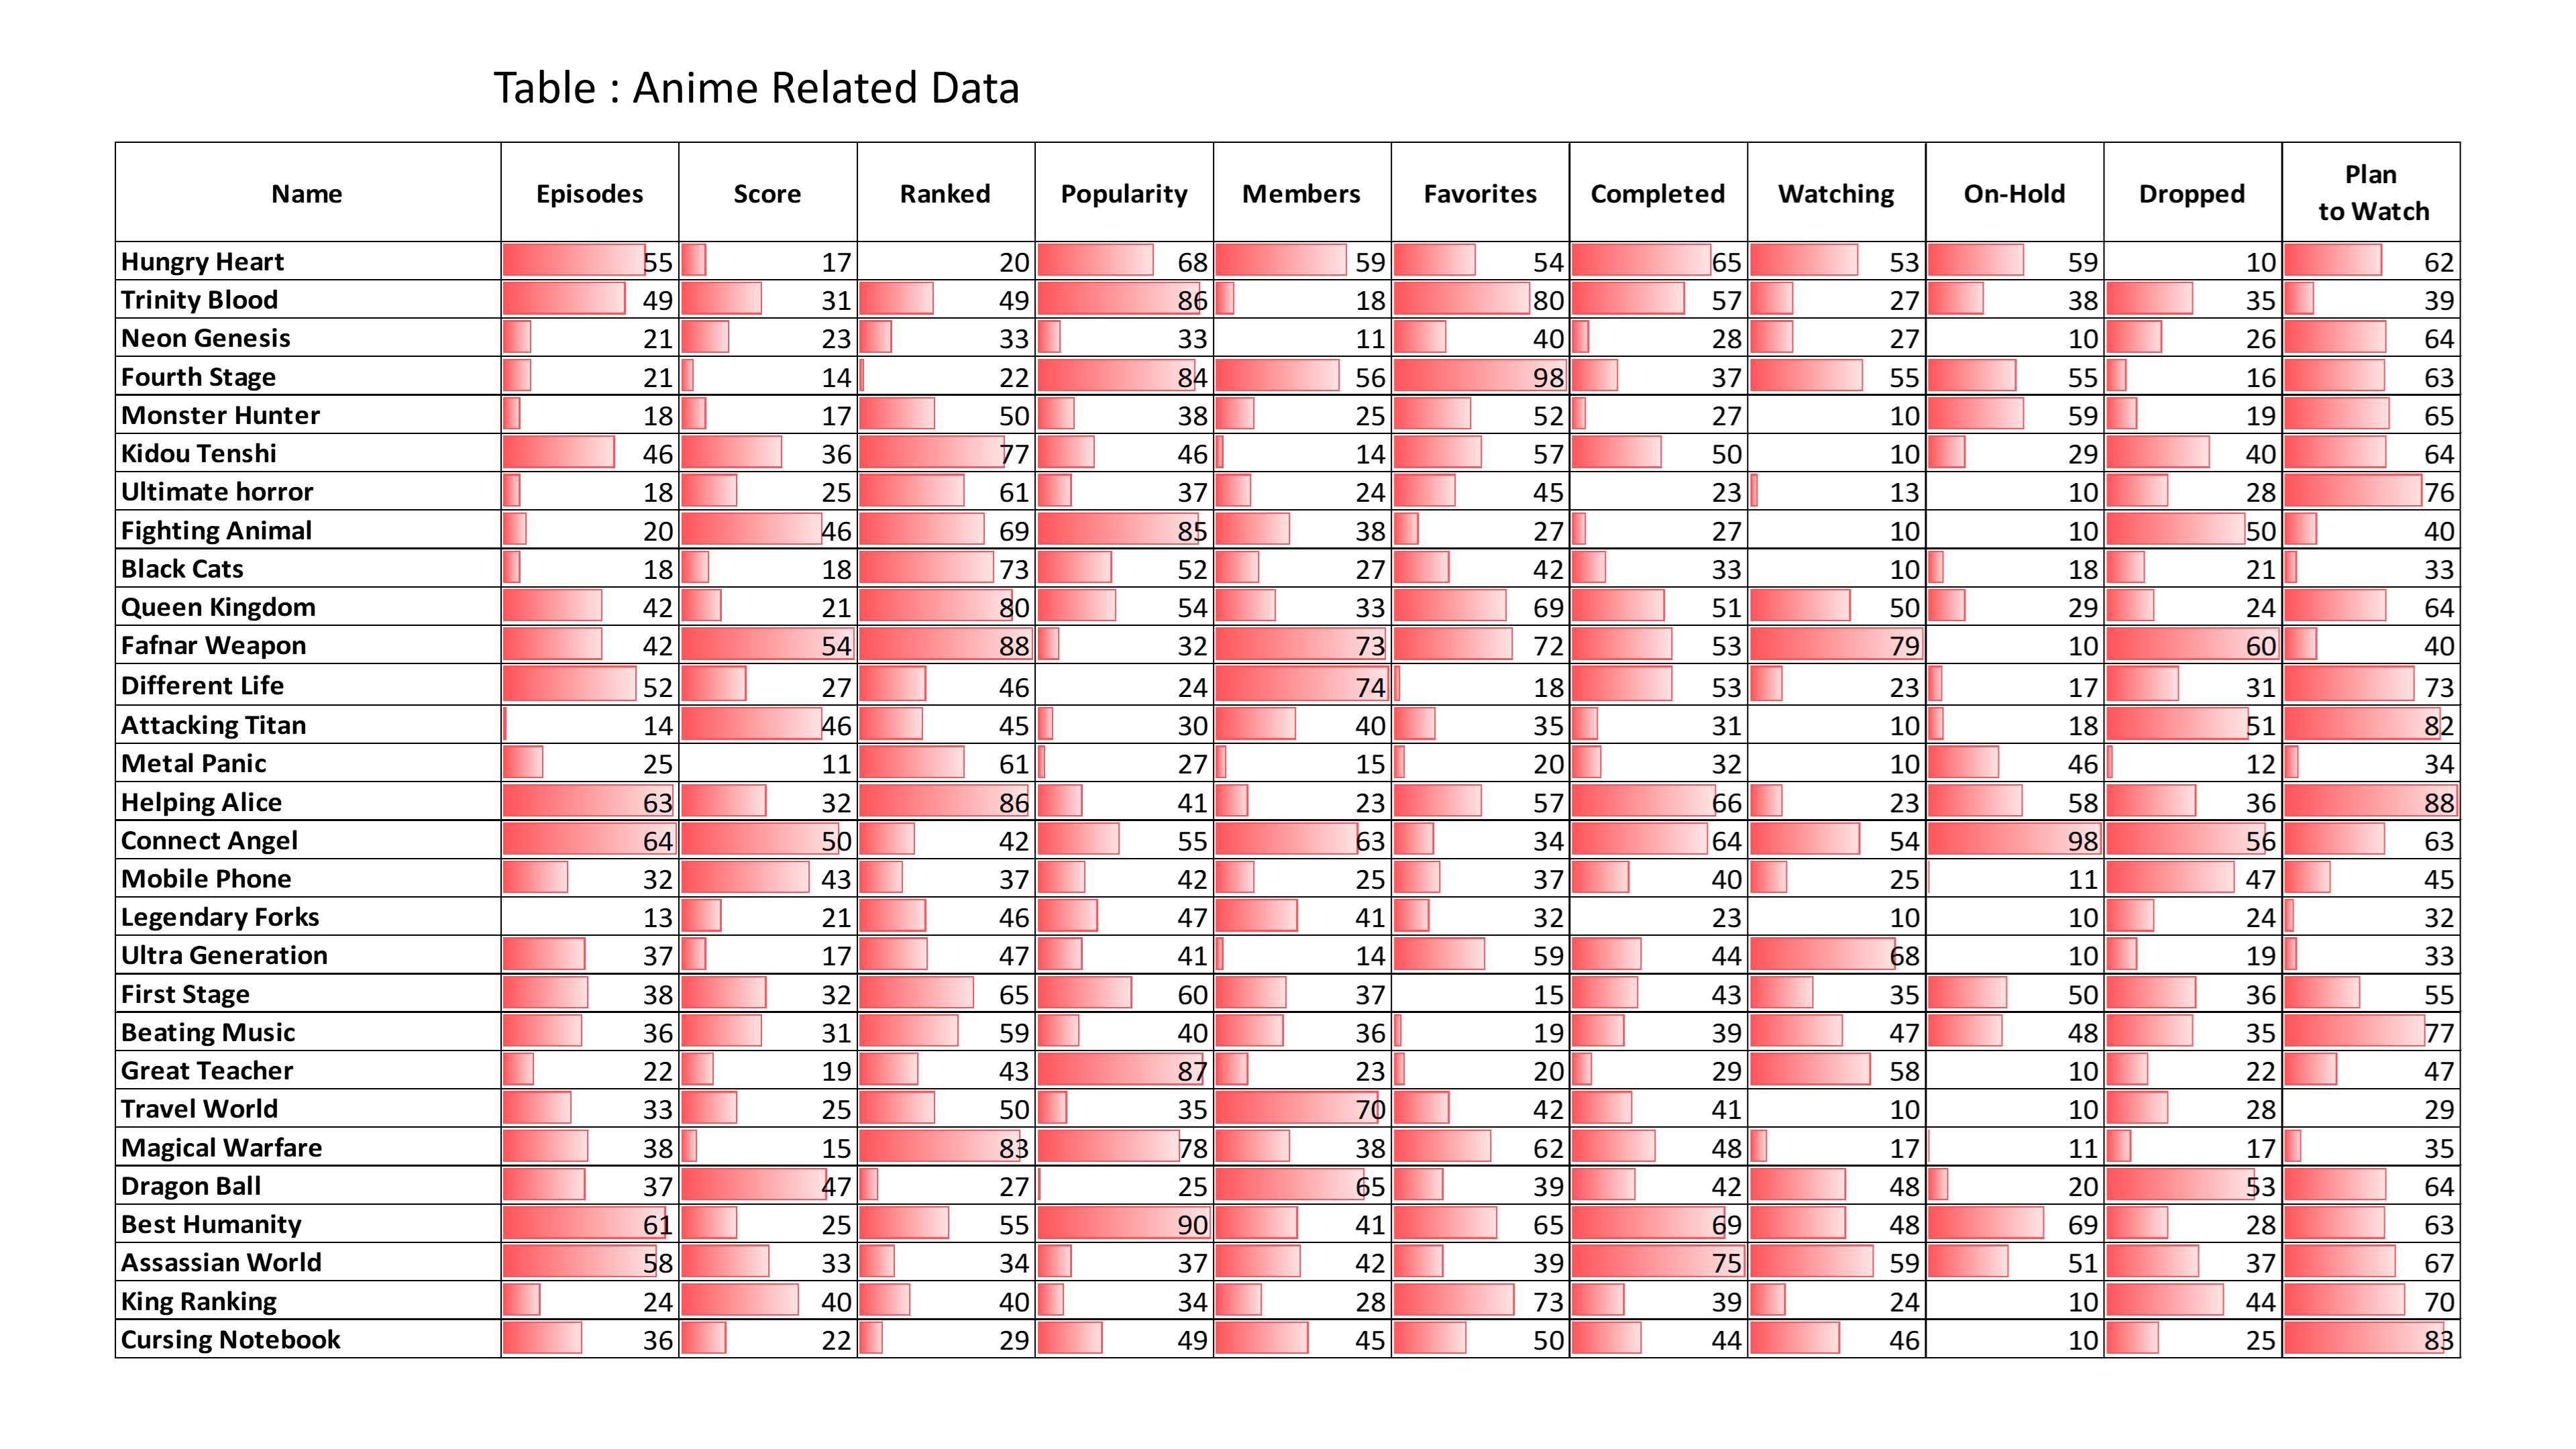 Table : Anime Related Data
Name Episodes Score Ranked Popularity Members Favorites Completed Watching On-Hold Dropped Plan to Watch
Hungry Heart 55 17 20 68 59 54 65 53 59 10 62
Trinity Blood 49 31 49 86 18 80 57 27 38 35 39
Neon Genesis 21 23 33 33 11 40 28 27 10 26 64
Fourth Stage 21 14 22 84 56 98 37 55 55 16 63
Monster Hunter 18 17 50 38 25 52 27 10 59 19 65
Kidou Tenshi 46 36 77 46 14 57 50 10 29 40 64
Ultimate horror 18 25 61 37 24 45 23 13 10 28 76
Fighting Animal 20 46 69 85 38 27 27 10 10 50 40
Black Cats 18 18 73 52 27 42 33 10 18 21 33
Queen Kingdom 42 21 80 54 33 69 51 50 29 24 64
Fafnar Weapon 42 54 88 32 73 72 53 79 10 60 40
Different Life 52 27 46 24 74 18 53 23 17 31 73
Attacking Titan 14 46 45 30 40 35 31 10 18 51 82
Metal Panic 25 11 61 27 15 20 32 10 46 12 34
Helping Alice 63 32 86 41 23 57 66 23 58 36 88
Connect Angel 64 50 42 55 63 34 64 54 98 56 63
Mobile Phone 32 43 37 42 25 37 40 25 11 47 45
Legendary Forks 13 21 46 47 41 32 23 10 10 24 32
Ultra Generation 37 17 47 41 14 59 44 68 10 19 33
First Stage 38 32 65 60 37 15 43 35 50 36 55
Beating Music 36 31 59 40 36 19 39 47 48 35 77
Great Teacher 22 19 43 87 23 20 29 58 10 22 47
Travel World 33 25 50 35 70 42 41 10 10 28 29
Magical Warfare 38 15 83 78 38 62 48 17 11 17 35
Dragon Ball 37 47 27 25 65 39 42 48 20 53 64
Best Humanity 61 25 55 90 41 65 69 48 69 28 63
Assassian World 58 33 34 37 42 39 75 59 51 37 67
King Ranking 24 40 40 34 28 73 39 24 10 44 70
Cursing Notebook 36 22 29 49 45 50 44 46 10 25 83